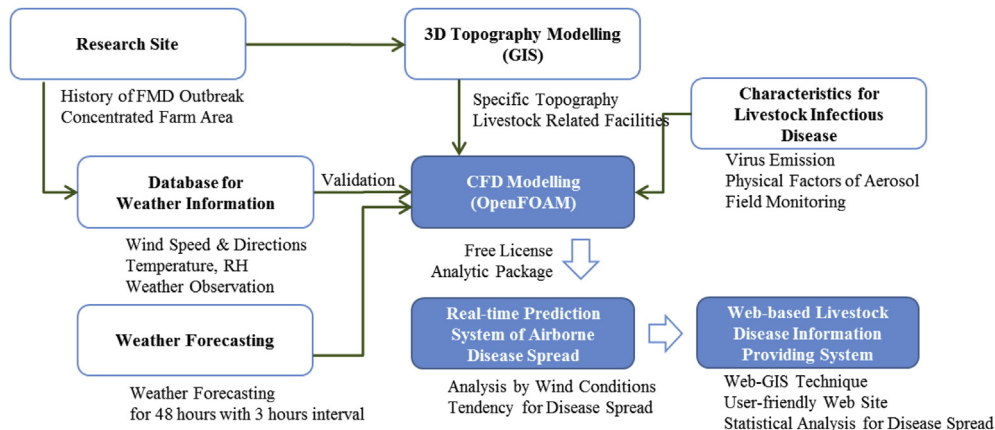 Research Site
History of FMD Outbreak
Concentrated Farm Area
3D Topography Modelling
(GIS)
Specific Topography
Livestock Related Facilities
Characteristics for
Livestock Infectious
Disease
Virus Emission
Physical Factors of Aerosol
Field Monitoring
Database for
Weather Information
Validation
Wind Speed & Directions
Temperature, RH
Weather Observation
CFD Modelling
(OpenFOAM)
Free License
Analytic Package
Weather Forecasting
Weather Forecasting
for 48 hours with 3 hours interval
Real-time Prediction
System of Airborne
Disease Spread
Analysis by Wind Conditions
Tendency for Disease Spread
Web-based Livestock
Disease Information
Providing System
Web-GIS Technique
User-friendly Web Site
Statistical Analysis for Disease Spread